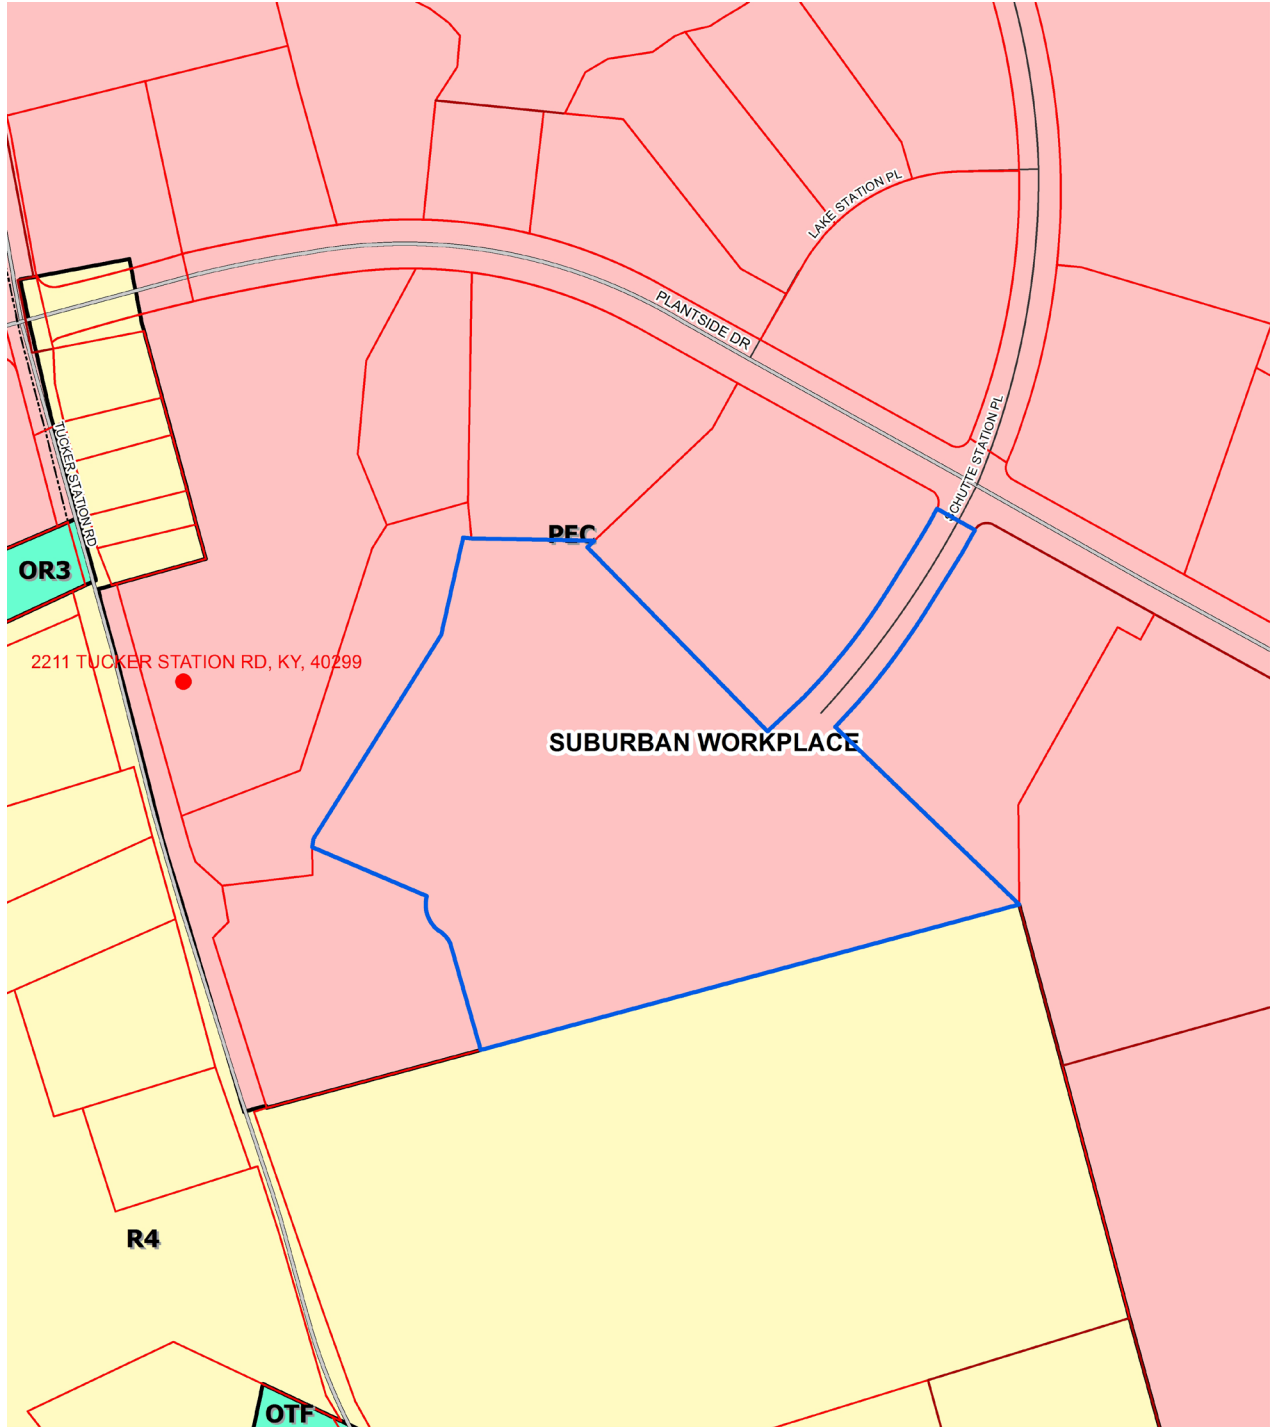 LAKE STATION PL
PLANTSIDE DR
SCHUTTE STATION PL
TUCKER STATION RD
PEC
OR3
2211 TUCKER STATION RD, KY, 40299
SUBURBAN WORKPLACE
R4
OTF